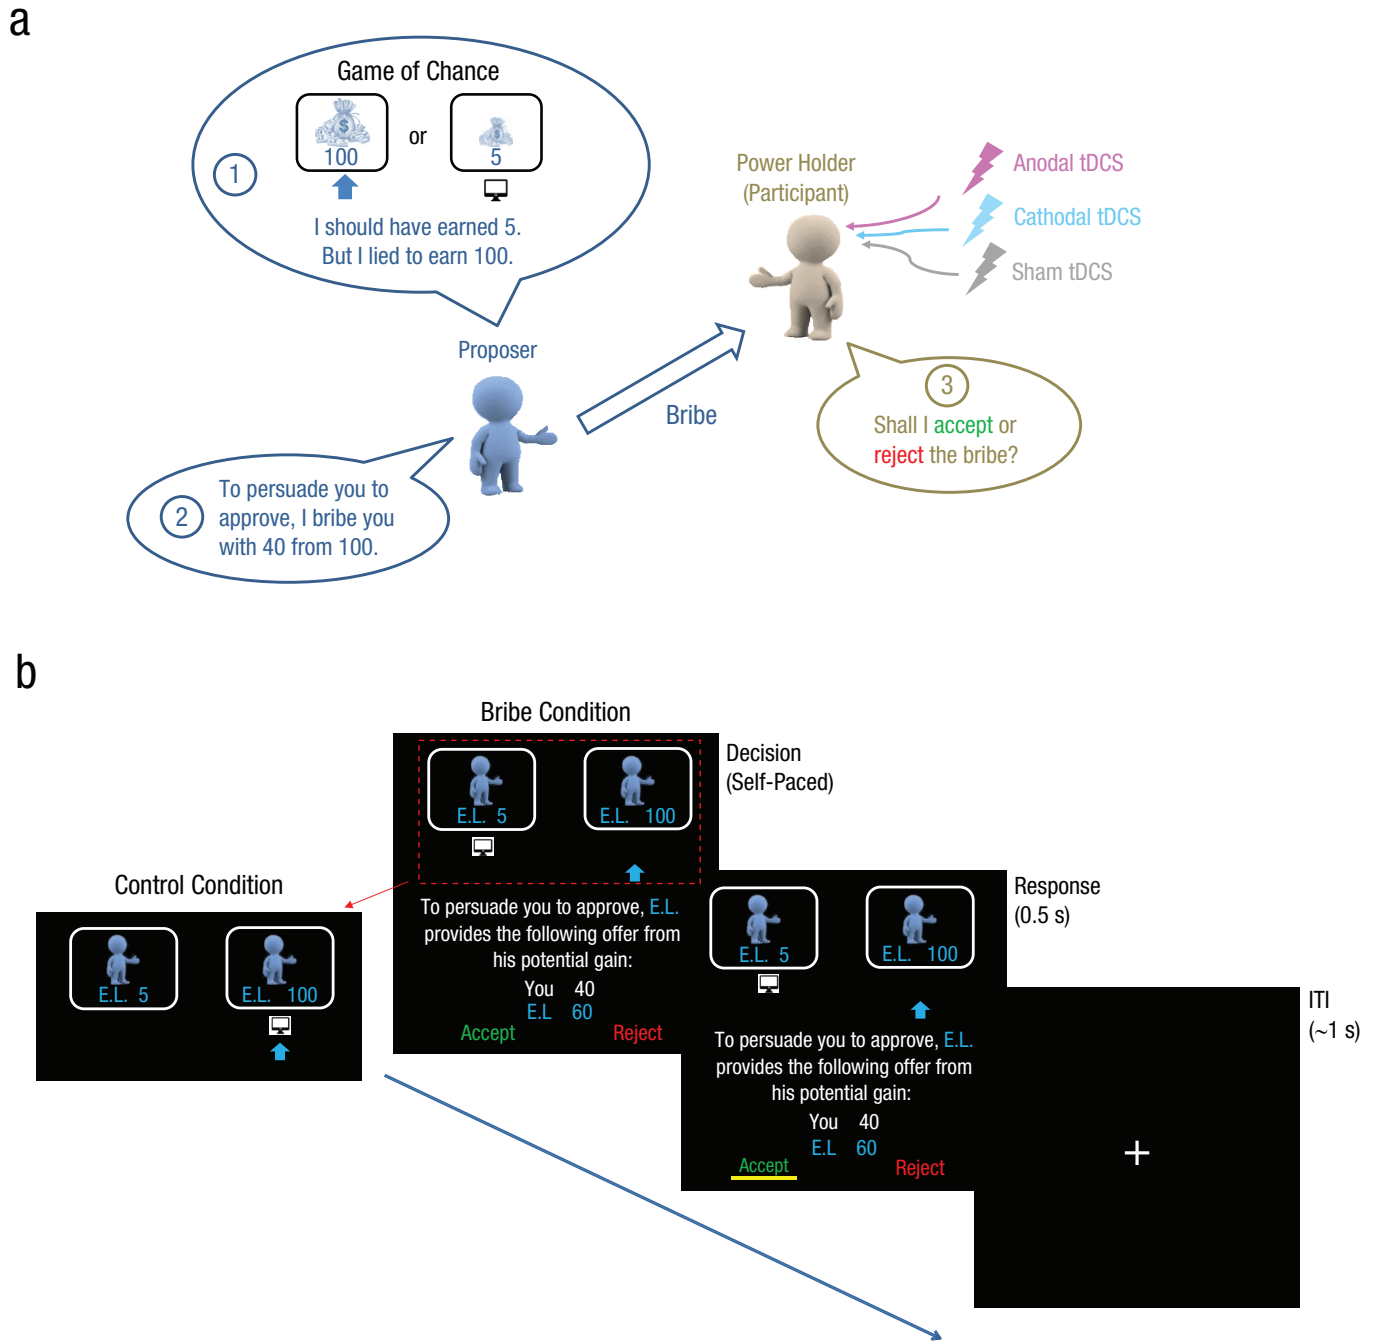 a
Game of Chance
$
100
or
$
5
1
I should have earned 5.
But I lied to earn 100.
Proposer
2
To persuade you to
approve, I bribe you
with 40 from 100.
Bribe
Power Holder
(Participant)
Anodal tDCS
Cathodal tDCS
Sham tDCS
3
Shall I accept or
reject the bribe?
b
Control Condition
E.L. 5
E.L. 100
Bribe Condition
E.L. 5
E.L. 100
To persuade you to approve, E.L.
provides the following offer from
his potential gain:
You 40
E.L 60
Accept
Reject
Decision
(Self-Paced)
E.L. 5
E.L. 100
To persuade you to approve, E.L.
provides the following offer from
his potential gain:
You 40
E.L 60
Accept
Reject
Response
(0.5 s)
ITI
(~1 s)